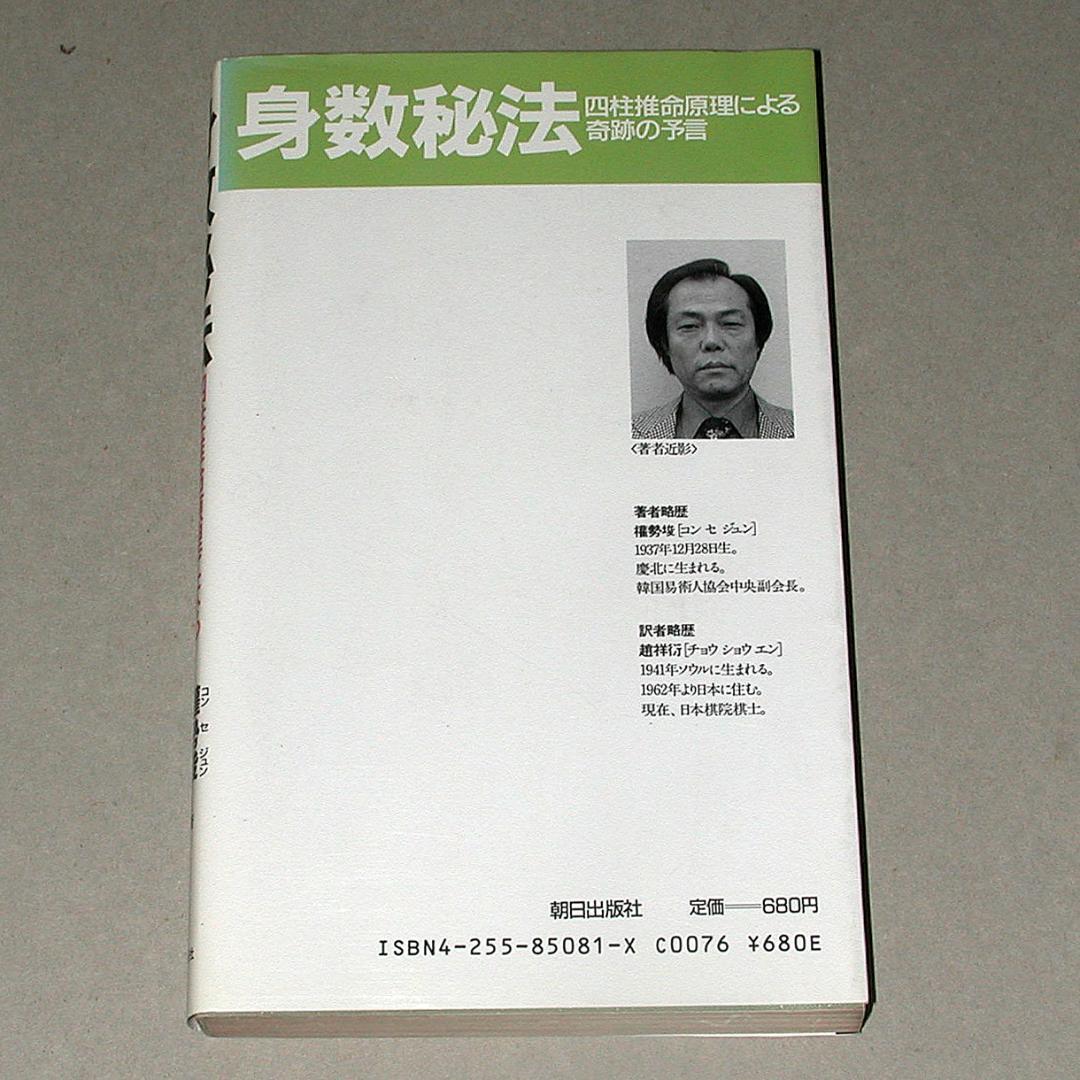 身数秘法
四柱推命原理による
奇跡の予言
〈著者近影〉
著者略歴
權勢埈[コン セ ジュン]
1937年12月28日生。
慶北に生まれる。
韓国易術人協会中央副会長。
訳者略歴
趙祥衍[チョウ ショウ エン]
1941年ソウルに生まれる。
1962年より日本に住む。
現在、日本棋院棋士。
朝日出版社 定価──680円
ISBN4-255-85081-X C0076 ¥680E
コン セ ジュン